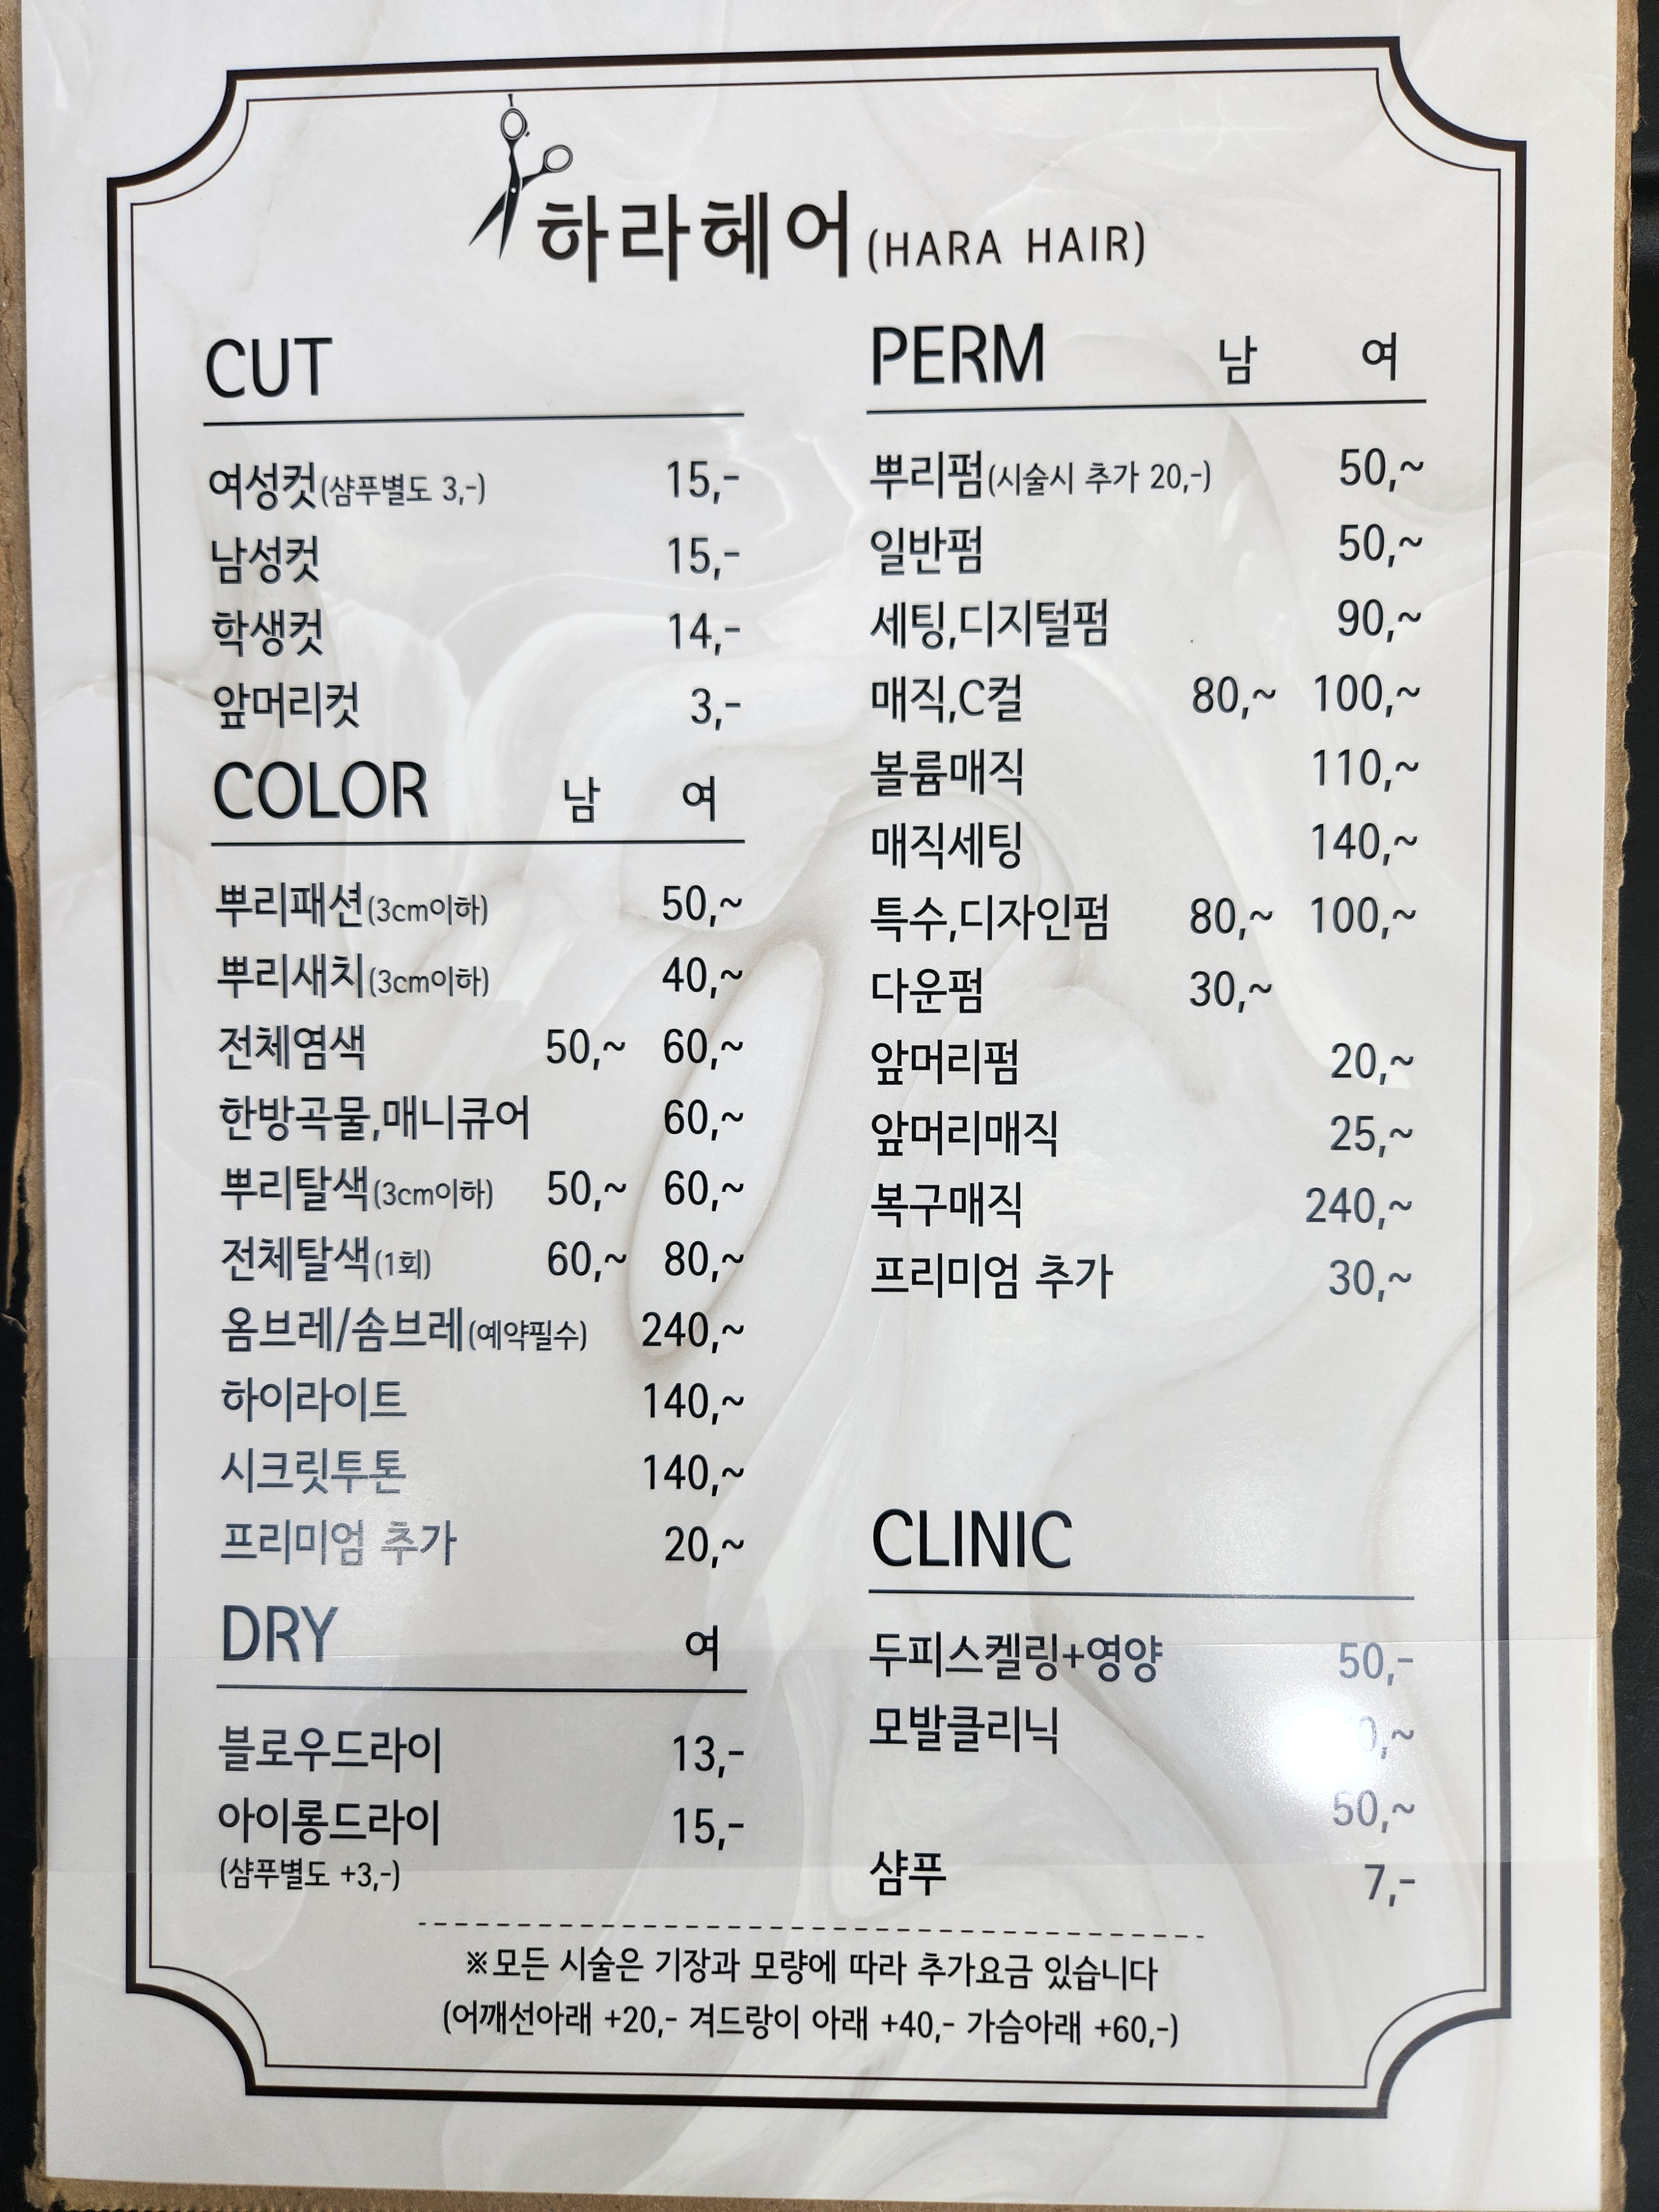 하라헤어(HARA HAIR)
CUT
여성컷(샴푸별도 3,-) 15,-
남성컷 15,-
학생컷 14,-
앞머리컷 3,-
COLOR 남 여
뿌리패션(3cm이하) 50,~
뿌리새치(3cm이하) 40,~
전체염색 50,~ 60,~
한방곡물,매니큐어 60,~
뿌리탈색(3cm이하) 50,~ 60,~
전체탈색(1회) 60,~ 80,~
옴브레/솜브레(예약필수) 240,~
하이라이트 140,~
시크릿투톤 140,~
프리미엄 추가 20,~
DRY 여
블로우드라이 13,-
아이롱드라이 15,-
(샴푸별도 +3,-)
PERM 남 여
뿌리펌(시술시 추가 20,-) 50,~
일반펌 50,~
세팅,디지털펌 90,~
매직,C컬 80,~ 100,~
볼륨매직 110,~
매직세팅 140,~
특수,디자인펌 80,~ 100,~
다운펌 30,~
앞머리펌 20,~
앞머리매직 25,~
복구매직 240,~
프리미엄 추가 30,~
CLINIC
두피스켈링+영양 50,-
모발클리닉
50,~
샴푸 7,-
※모든 시술은 기장과 모량에 따라 추가요금 있습니다
(어깨선아래 +20,- 겨드랑이 아래 +40,- 가슴아래 +60,-)